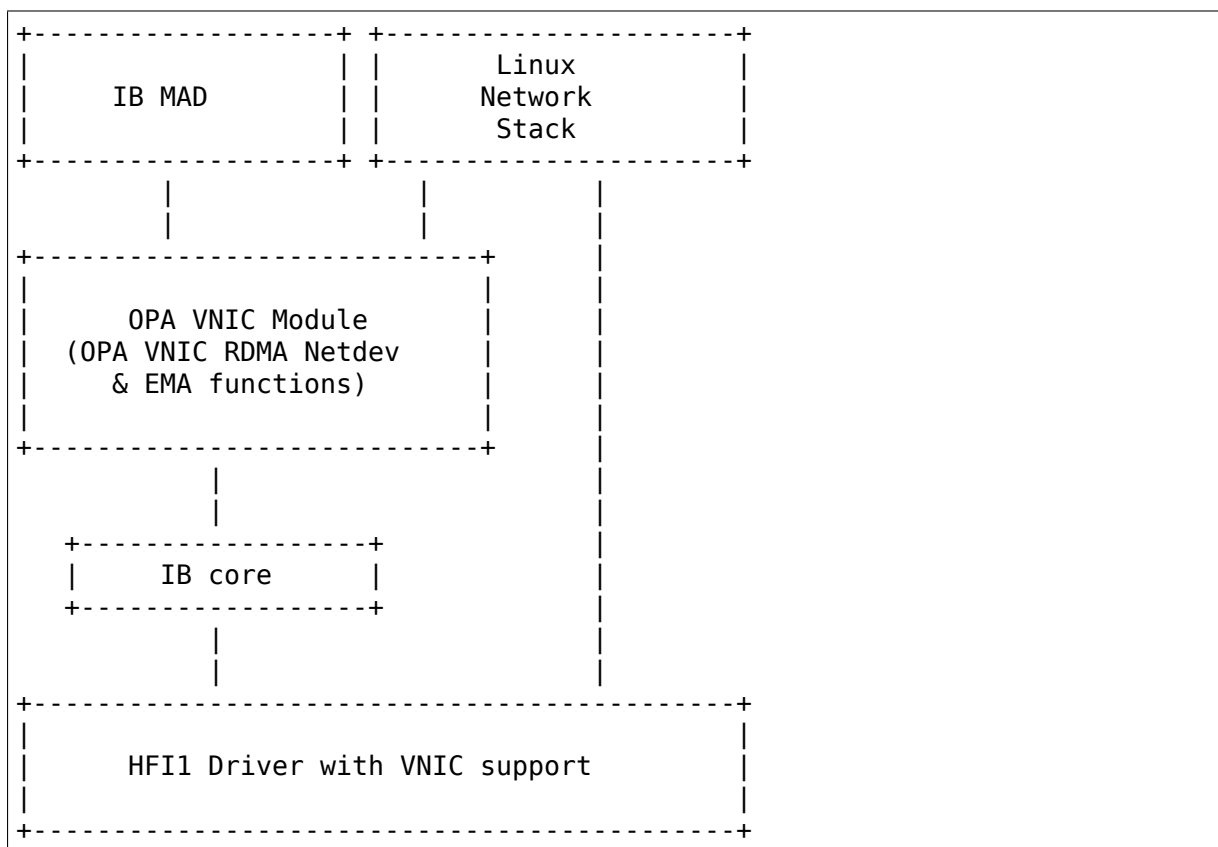 +-------------------+ +----------------------+
|                   | |       Linux          |
|     IB MAD        | |      Network         |
|                   | |       Stack          |
+-------------------+ +----------------------+
         |               |          |
         |               |          |
+----------------------------+      |
|                            |      |
|      OPA VNIC Module       |      |
|  (OPA VNIC RDMA Netdev     |      |
|     & EMA functions)       |      |
|                            |      |
+----------------------------+      |
            |                       |
            |                       |
   +------------------+             |
   |     IB core      |             |
   +------------------+             |
            |                       |
            |                       |
+--------------------------------------------+
|                                            |
|      HFI1 Driver with VNIC support         |
|                                            |
+--------------------------------------------+